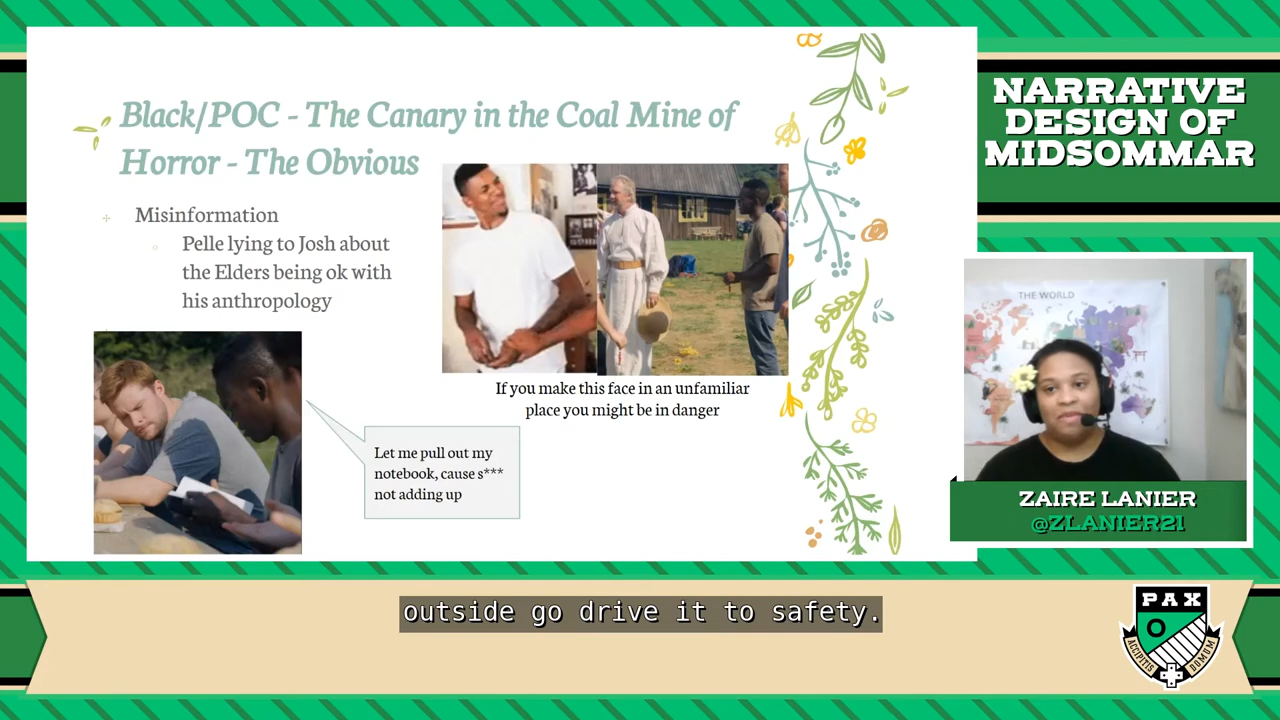 Black/POC - The Canary in the Coal Mine of
Horror - The Obvious
Misinformation
Pelle lying to Josh about
the Elders being ok with
his anthropology
If you make this face in an unfamiliar
place you might be in danger
Let me pull out my
notebook, cause s***
not adding up
NARRATIVE
DESIGN OF
MIDSOMMAR
THE WORLD
ZAIRE LANIER
@ZLANIER21
outside go drive it to safety.
PAX
ACCIPITIS
DOMUM